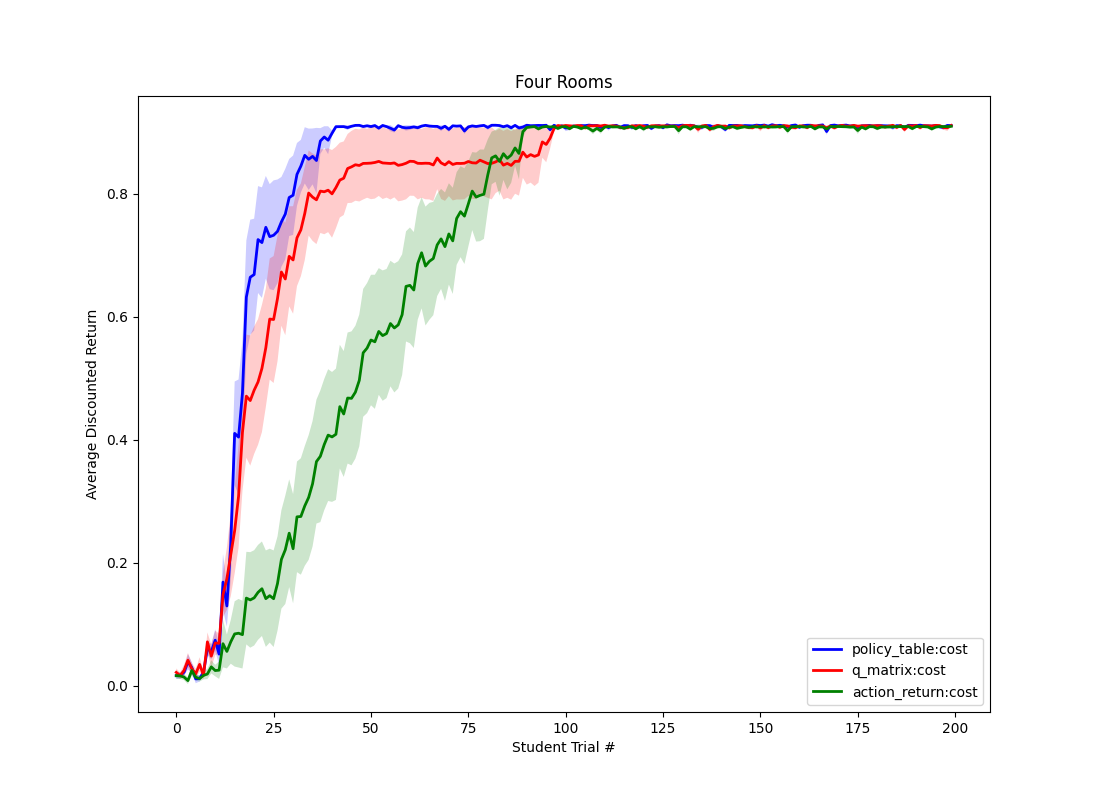 Four Rooms
Average Discounted Return
0.8
0.6
0.4
0.2
0.0
0 25 50 75 100 125 150 175 200
Student Trial #
policy_table:cost
q_matrix:cost
action_return:cost